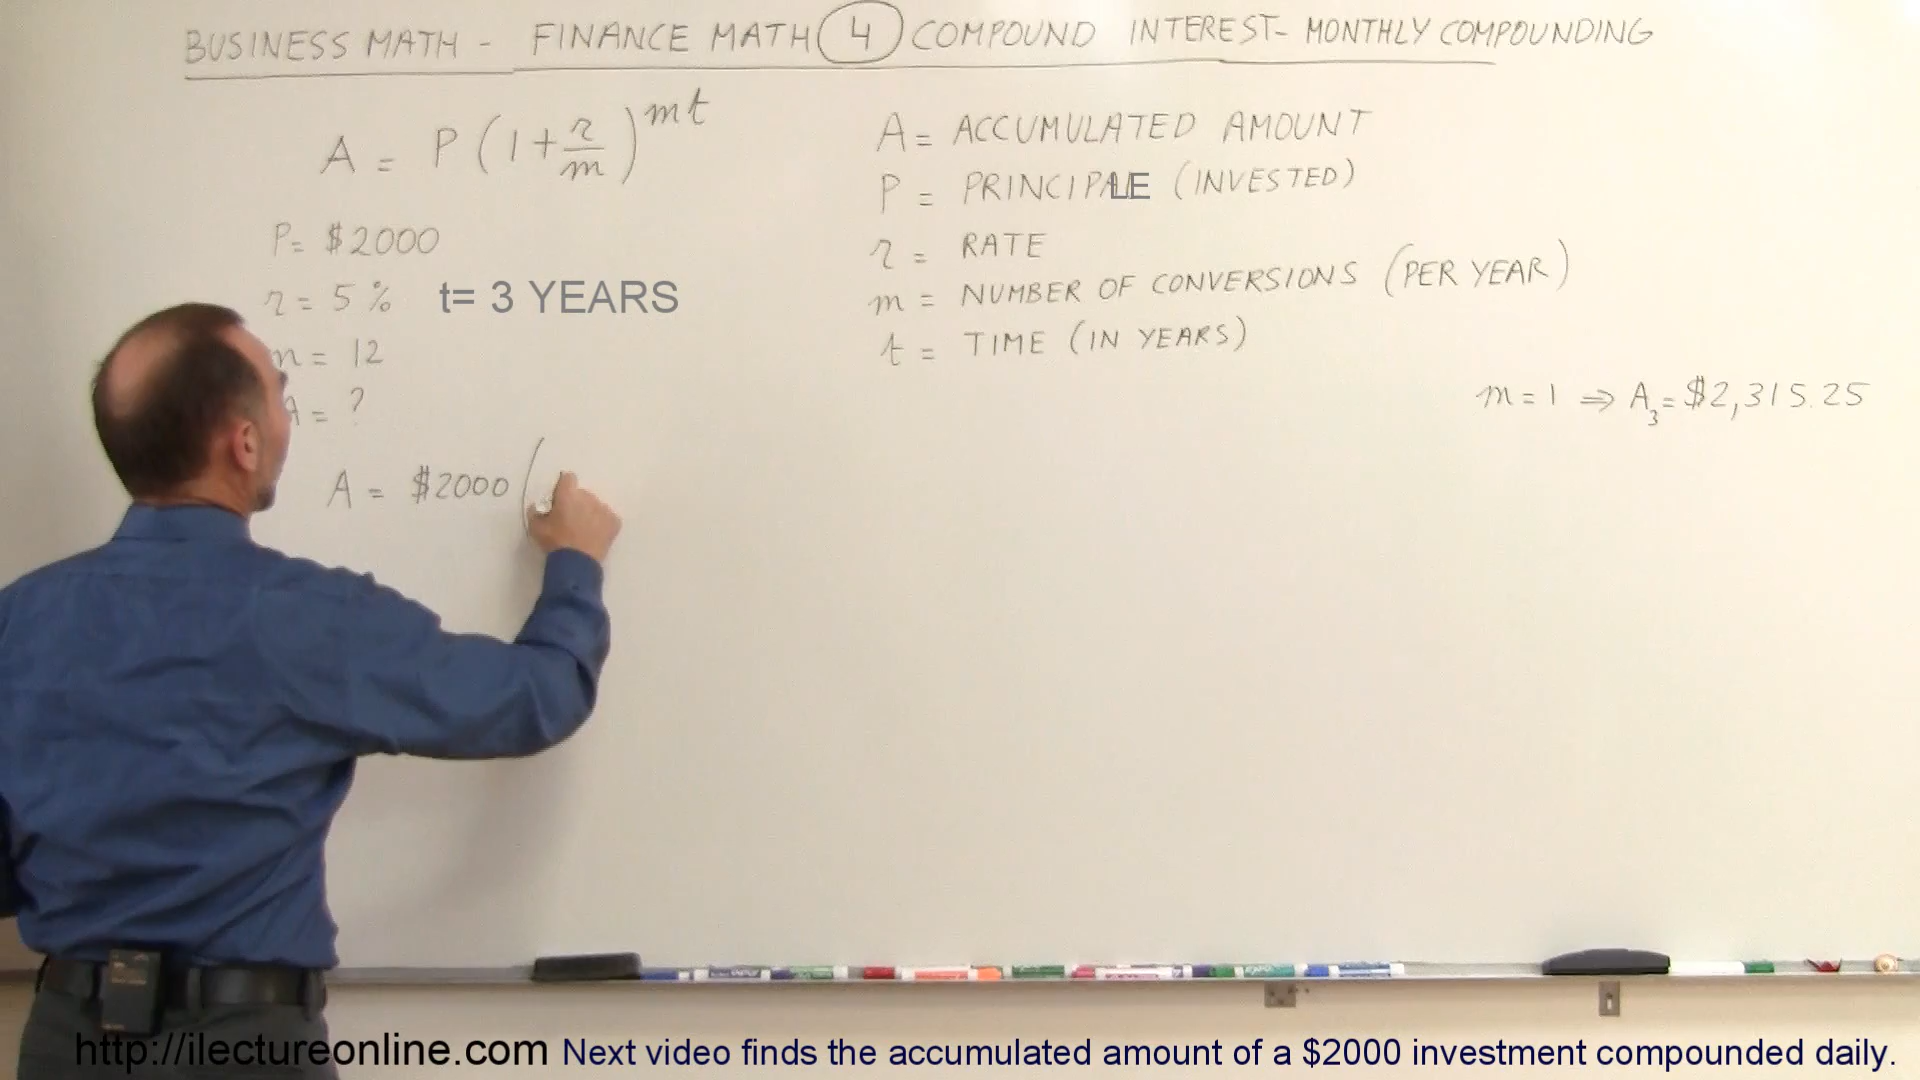 BUSINESS MATH - FINANCE MATH 4 COMPOUND INTEREST- MONTHLY COMPOUNDING
A = P(1+r/m)^mt
P= $2000
r = 5 % t= 3 YEARS
m = 12
A = ?
A = $2000 (
A = ACCUMULATED AMOUNT
P = PRINCIPLE (INVESTED)
r = RATE
m = NUMBER OF CONVERSIONS (PER YEAR)
t = TIME (IN YEARS)
m = 1 ⇒ A₃= $2,315.25
http://ilectureonline.com Next video finds the accumulated amount of a $2000 investment compounded daily.